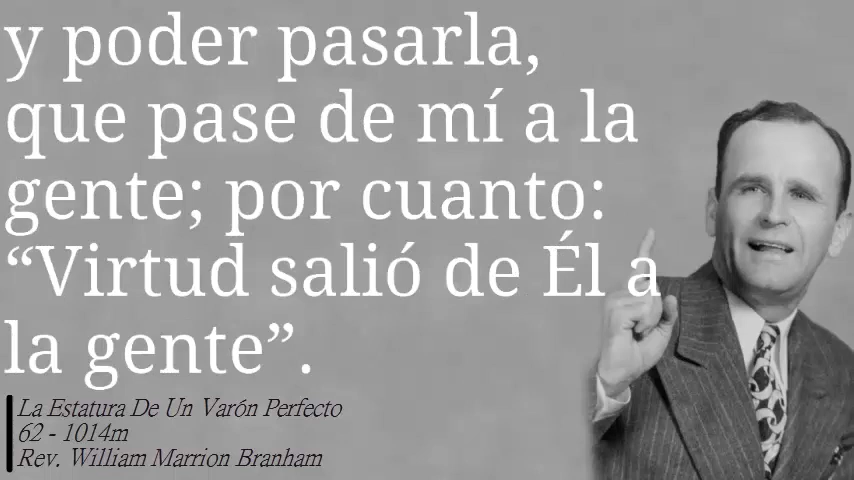 y poder pasarla,
que pase de mí a la
gente; por cuanto:
“Virtud salió de Él a
la gente”.
La Estatura De Un Varón Perfecto
62 - 1014m
Rev. William Marrion Branham